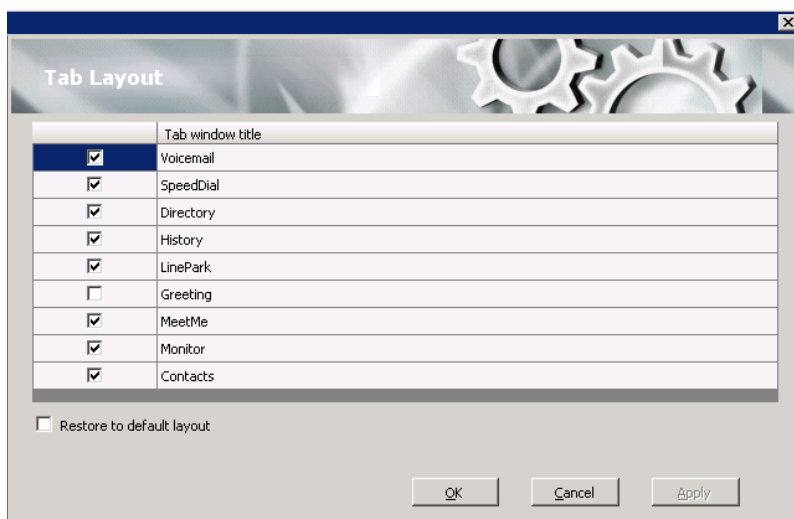 Tab Layout
Tab window title
Voicemail
SpeedDial
Directory
History
LinePark
Greeting
MeetMe
Monitor
Contacts
Restore to default layout
OK Cancel Apply